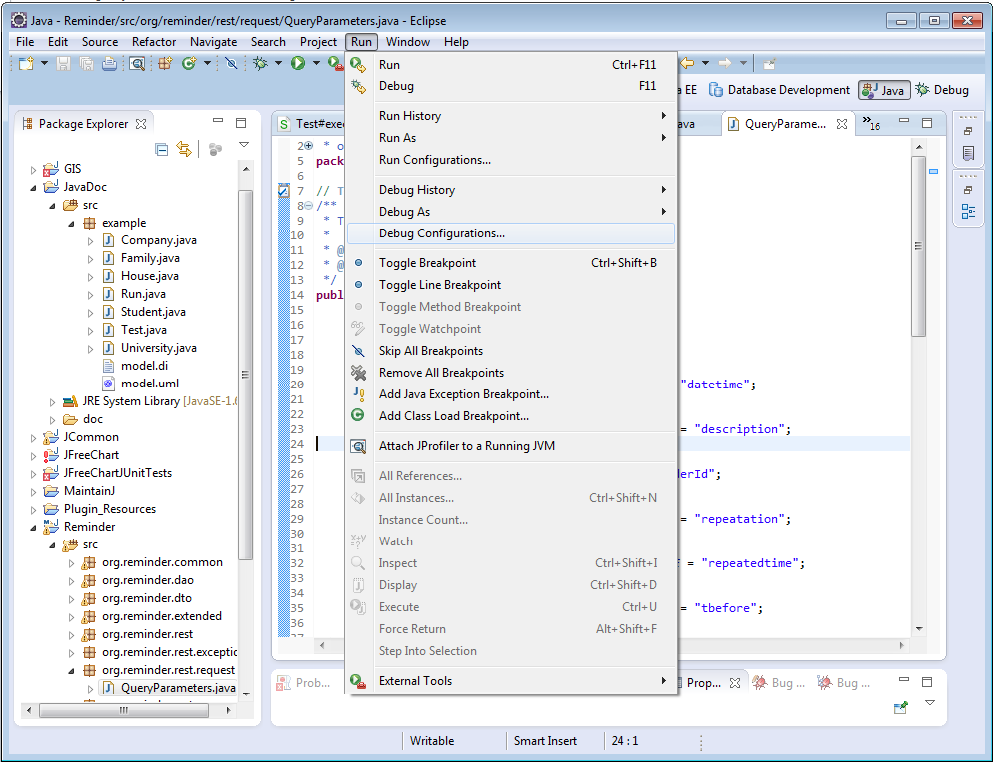 Java - Reminder/src/org/reminder/rest/request/QueryParameters.java - Eclipse
File Edit Source Refactor Navigate Search Project Run Window Help
a EE Database Development Java Debug
Package Explorer
GIS
JavaDoc
src
example
Company.java
Family.java
House.java
Run.java
Student.java
Test.java
University.java
model.di
model.uml
JRE System Library [JavaSE-1.6
doc
JCommon
JFreeChart
JFreeChartJUnitTests
MaintainJ
Plugin_Resources
Reminder
src
org.reminder.common
org.reminder.dao
org.reminder.dto
org.reminder.extended
org.reminder.rest
org.reminder.rest.exceptic
org.reminder.rest.request
QueryParameters.java
Run Ctrl+F11
Debug F11
Run History
Run As
Run Configurations...
Debug History
Debug As
Debug Configurations...
Toggle Breakpoint Ctrl+Shift+B
Toggle Line Breakpoint
Toggle Method Breakpoint
Toggle Watchpoint
Skip All Breakpoints
Remove All Breakpoints
Add Java Exception Breakpoint...
Add Class Load Breakpoint...
Attach JProfiler to a Running JVM
All References...
All Instances... Ctrl+Shift+N
Instance Count...
Watch
Inspect Ctrl+Shift+I
Display Ctrl+Shift+D
Execute Ctrl+U
Force Return Alt+Shift+F
Step Into Selection
External Tools
Test#exe ava QueryParame... »16
2 * o
5 pack
6
7 // T
8 /**
9 * T
10 *
11 * @
12 * @
13 */
14 publ
15
16
17
18
19
20 "datetime";
21
22
23 = "description";
24
25
26 derId";
27
28
29 = "repeatation";
30
31
32 = "repeatedtime";
33
34
35 = "tbefore";
36
37
Prob... Prop... Bug ... Bug ...
Writable Smart Insert 24 : 1